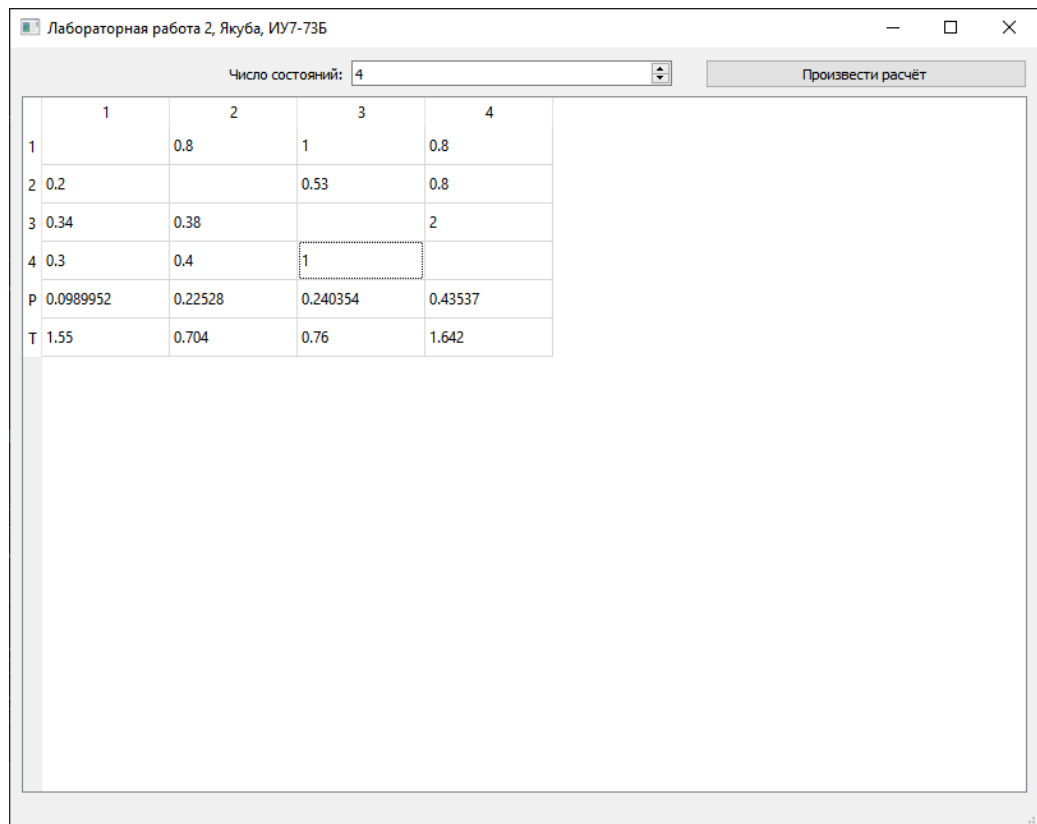 Лабораторная работа 2, Якуба, ИУ7-73Б
Число состояний: 4 Произвести расчёт
1 2 3 4
1 0.8 1 0.8
2 0.2 0.53 0.8
3 0.34 0.38 2
4 0.3 0.4 1
P 0.0989952 0.22528 0.240354 0.43537
T 1.55 0.704 0.76 1.642